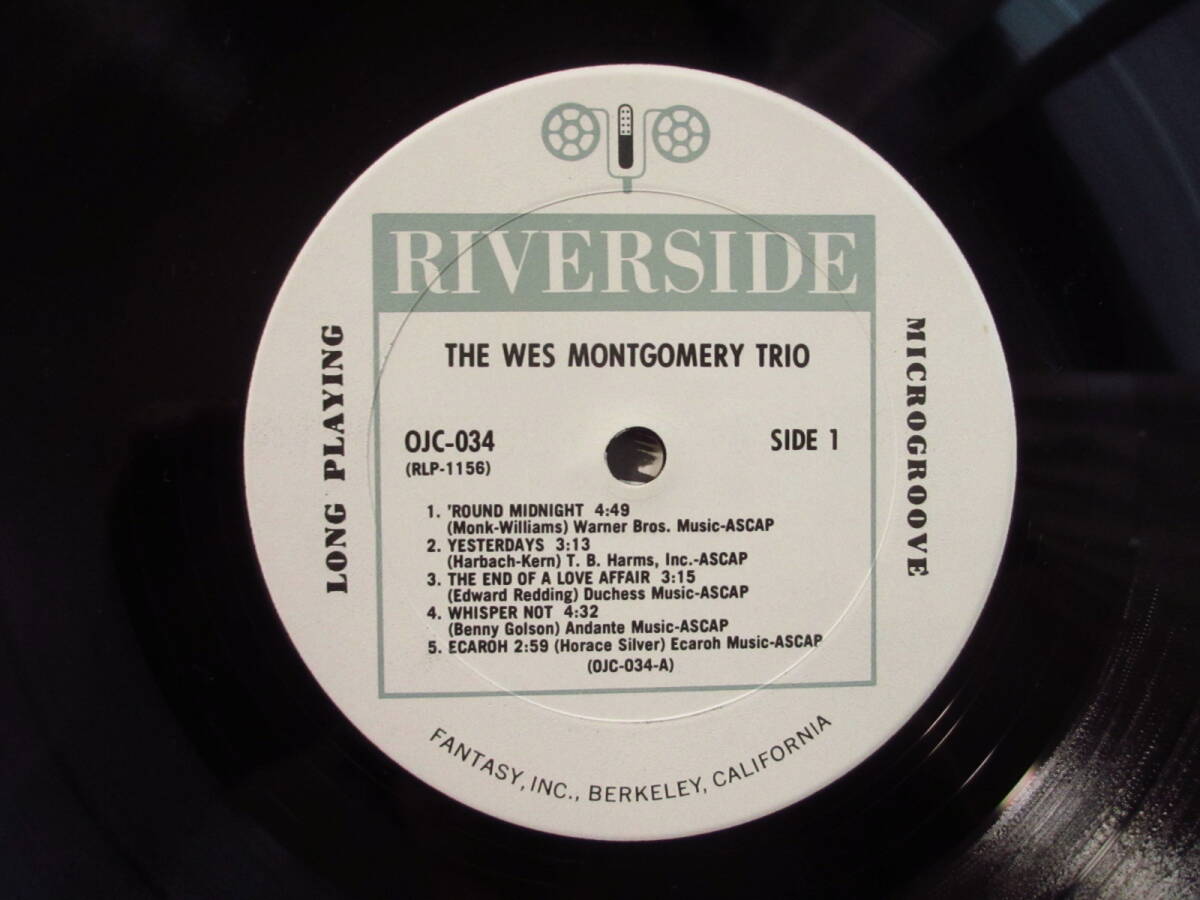 RIVERSIDE
LONG PLAYING
MICROGROOVE
THE WES MONTGOMERY TRIO
OJC-034
(RLP-1156)
SIDE 1
1. 'ROUND MIDNIGHT 4:49
(Monk-Williams) Warner Bros. Music-ASCAP
2. YESTERDAYS 3:13
(Harbach-Kern) T. B. Harms, Inc.-ASCAP
3. THE END OF A LOVE AFFAIR 3:15
(Edward Redding) Duchess Music-ASCAP
4. WHISPER NOT 4:32
(Benny Golson) Andante Music-ASCAP
5. ECAROH 2:59 (Horace Silver) Ecaroh Music-ASCAP
(OJC-034-A)
FANTASY, INC., BERKELEY, CALIFORNIA